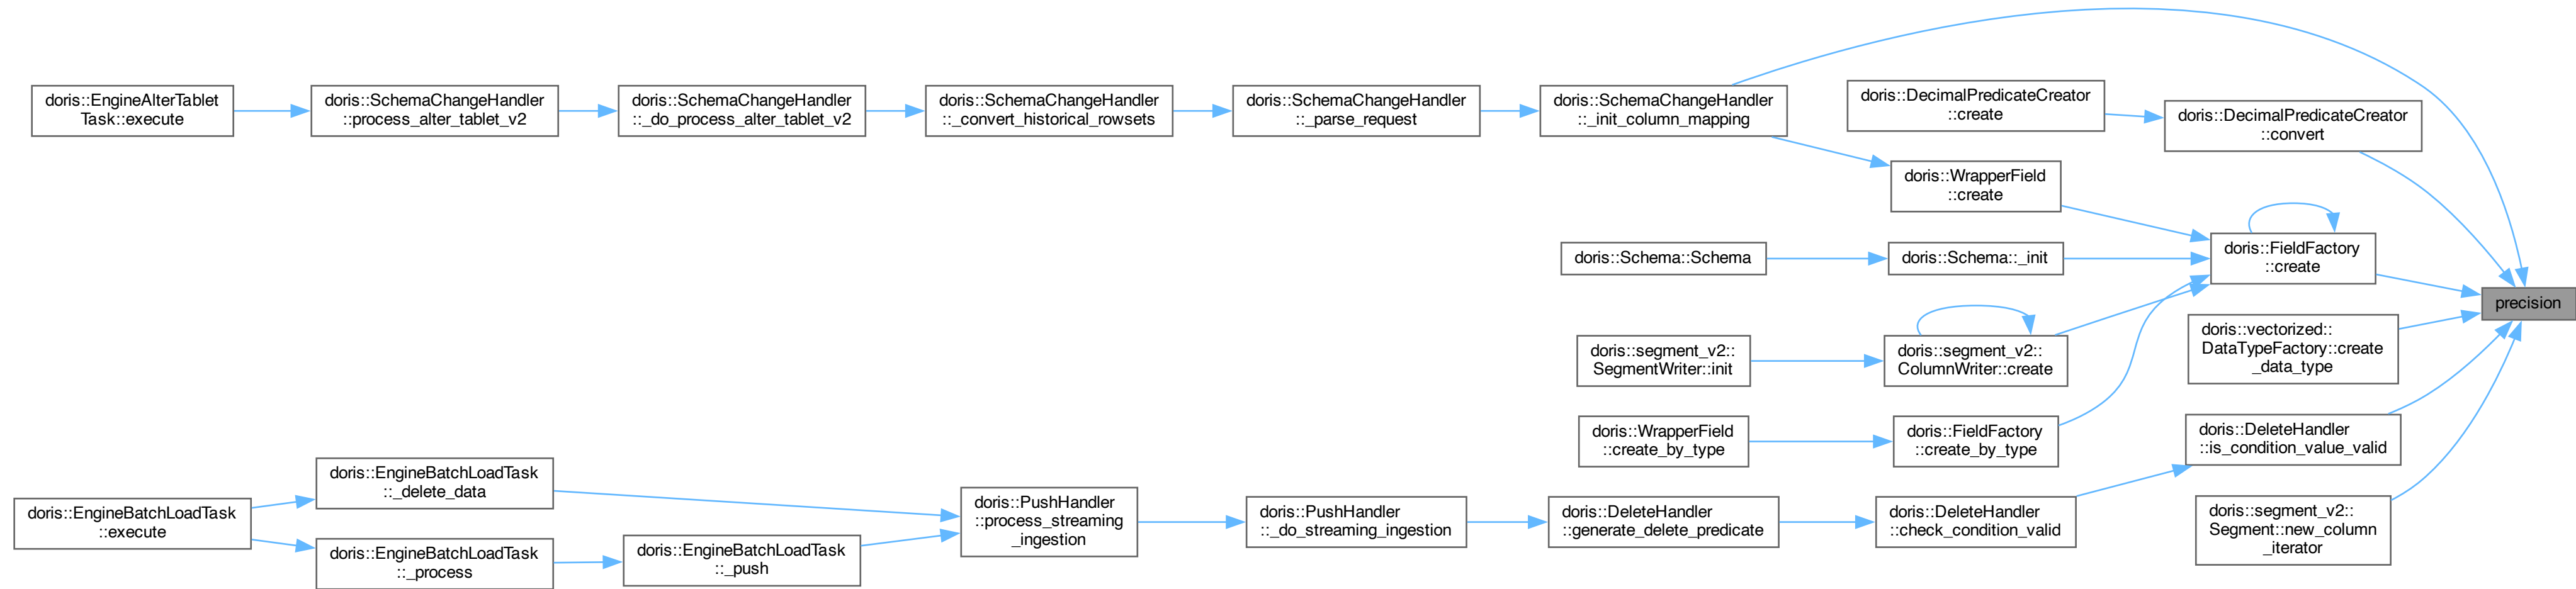 doris::EngineAlterTablet
Task::execute
doris::SchemaChangeHandler
::process_alter_tablet_v2
doris::SchemaChangeHandler
::_do_process_alter_tablet_v2
doris::SchemaChangeHandler
::_convert_historical_rowsets
doris::SchemaChangeHandler
::_parse_request
doris::SchemaChangeHandler
::_init_column_mapping
doris::DecimalPredicateCreator
::create
doris::DecimalPredicateCreator
::convert
doris::WrapperField
::create
doris::FieldFactory
::create
doris::Schema::Schema
doris::Schema::_init
precision
doris::segment_v2::
SegmentWriter::init
doris::segment_v2::
ColumnWriter::create
doris::vectorized::
DataTypeFactory::create
_data_type
doris::WrapperField
::create_by_type
doris::FieldFactory
::create_by_type
doris::DeleteHandler
::is_condition_value_valid
doris::EngineBatchLoadTask
::execute
doris::EngineBatchLoadTask
::_delete_data
doris::EngineBatchLoadTask
::_process
doris::EngineBatchLoadTask
::_push
doris::PushHandler
::process_streaming
_ingestion
doris::PushHandler
::_do_streaming_ingestion
doris::DeleteHandler
::generate_delete_predicate
doris::DeleteHandler
::check_condition_valid
doris::segment_v2::
Segment::new_column
_iterator